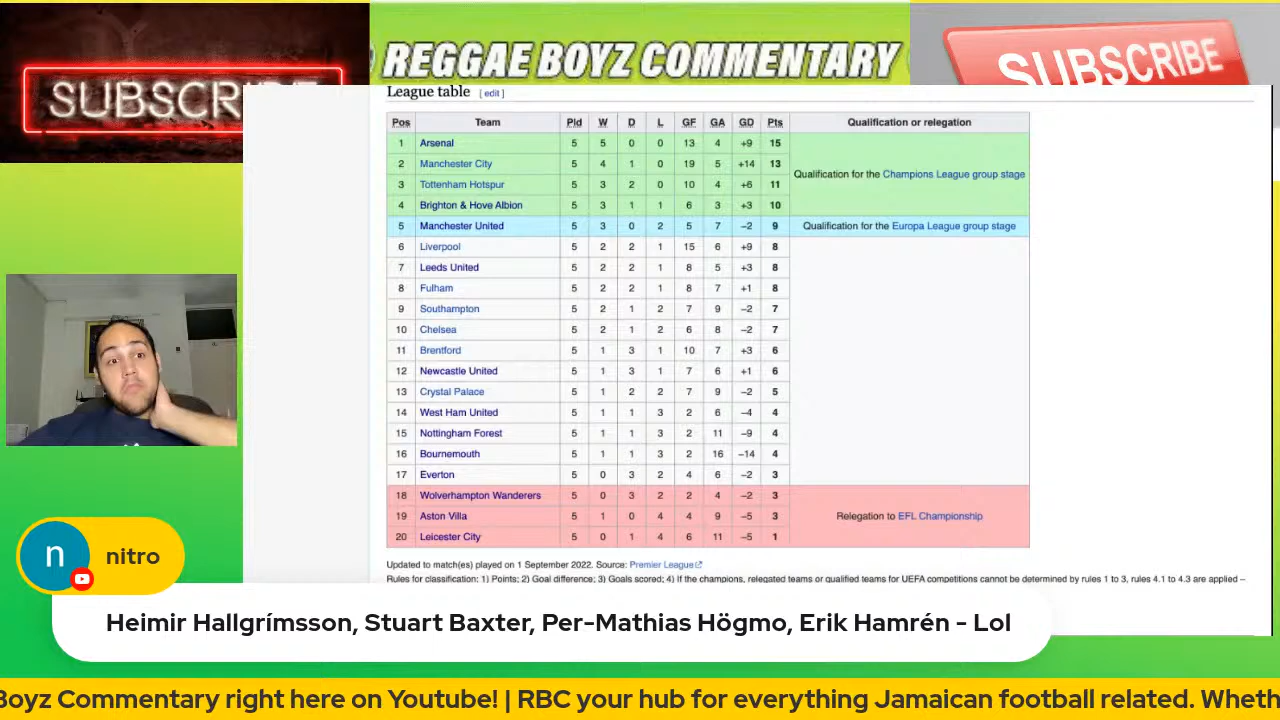 REGGAE BOYZ COMMENTARY
SUBSCRIBE
SUBSCRIBE
League table [ edit ]
Pos Team Pld W D L GF GA GD Pts Qualification or relegation
1 Arsenal 5 5 0 0 13 4 +9 15
2 Manchester City 5 4 1 0 19 5 +14 13
Qualification for the Champions League group stage
3 Tottenham Hotspur 5 3 2 0 10 4 +6 11
4 Brighton & Hove Albion 5 3 1 1 6 3 +3 10
5 Manchester United 5 3 0 2 5 7 −2 9 Qualification for the Europa League group stage
6 Liverpool 5 2 2 1 15 6 +9 8
7 Leeds United 5 2 2 1 8 5 +3 8
8 Fulham 5 2 2 1 8 7 +1 8
9 Southampton 5 2 1 2 7 9 −2 7
10 Chelsea 5 2 1 2 6 8 −2 7
11 Brentford 5 1 3 1 10 7 +3 6
12 Newcastle United 5 1 3 1 7 6 +1 6
13 Crystal Palace 5 1 2 2 7 9 −2 5
14 West Ham United 5 1 1 3 2 6 −4 4
15 Nottingham Forest 5 1 1 3 2 11 −9 4
16 Bournemouth 5 1 1 3 2 16 −14 4
17 Everton 5 0 3 2 4 6 −2 3
18 Wolverhampton Wanderers 5 0 3 2 2 4 −2 3
19 Aston Villa 5 1 0 4 4 9 −5 3 Relegation to EFL Championship
20 Leicester City 5 0 1 4 6 11 −5 1
Updated to match(es) played on 1 September 2022. Source: Premier League
Rules for classification: 1) Points; 2) Goal difference; 3) Goals scored; 4) If the champions, relegated teams or qualified teams for UEFA competitions cannot be determined by rules 1 to 3, rules 4.1 to 4.3 are applied –
n nitro
Heimir Hallgrímsson, Stuart Baxter, Per-Mathias Högmo, Erik Hamrén - Lol
Boyz Commentary right here on Youtube! | RBC your hub for everything Jamaican football related. Wheth